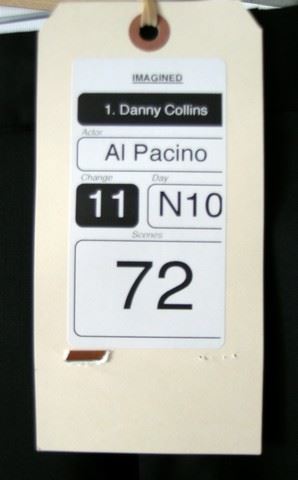 IMAGINED
1. Danny Collins
Actor
Al Pacino
Change Day
11 N10
Scenes
72